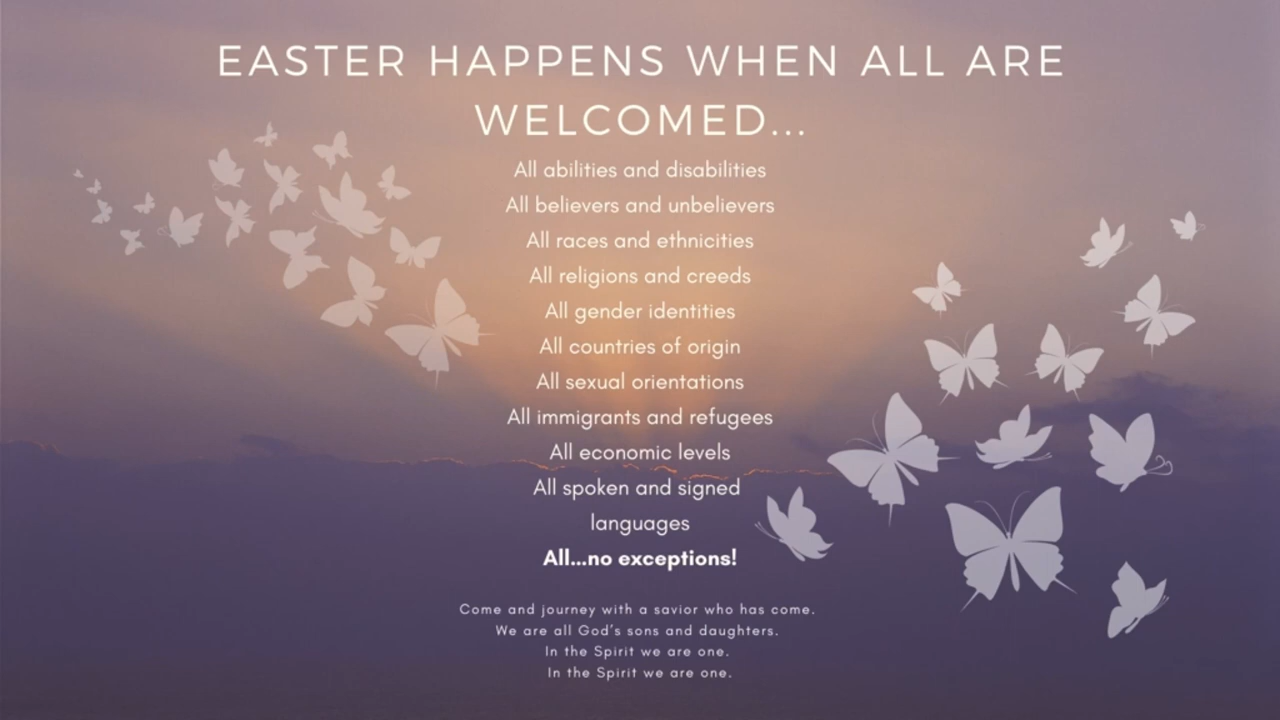 EASTER HAPPENS WHEN ALL ARE
WELCOMED...
All abilities and disabilities
All believers and unbelievers
All races and ethnicities
All religions and creeds
All gender identities
All countries of origin
All sexual orientations
All immigrants and refugees
All economic levels
All spoken and signed
languages
All...no exceptions!
Come and journey with a savior who has come.
We are all God's sons and daughters.
In the Spirit we are one.
In the Spirit we are one.